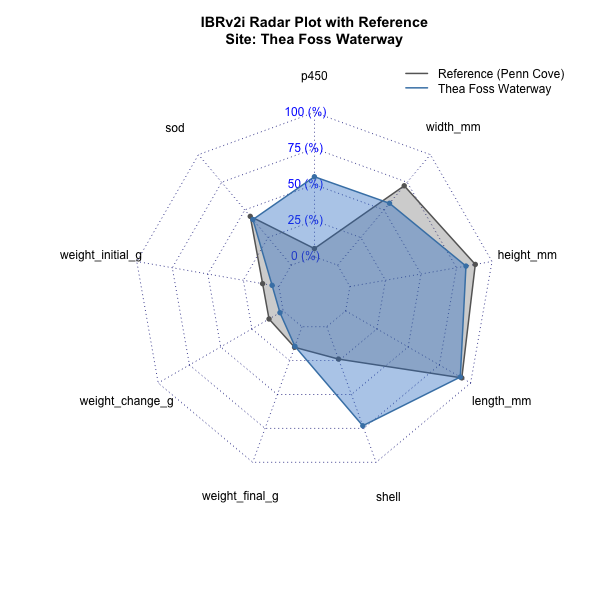 IBRv2i Radar Plot with Reference
Site: Thea Foss Waterway
Reference (Penn Cove)
Thea Foss Waterway
p450
100 (%)
75 (%)
50 (%)
25 (%)
0 (%)
sod
width_mm
weight_initial_g
height_mm
weight_change_g
length_mm
weight_final_g
shell